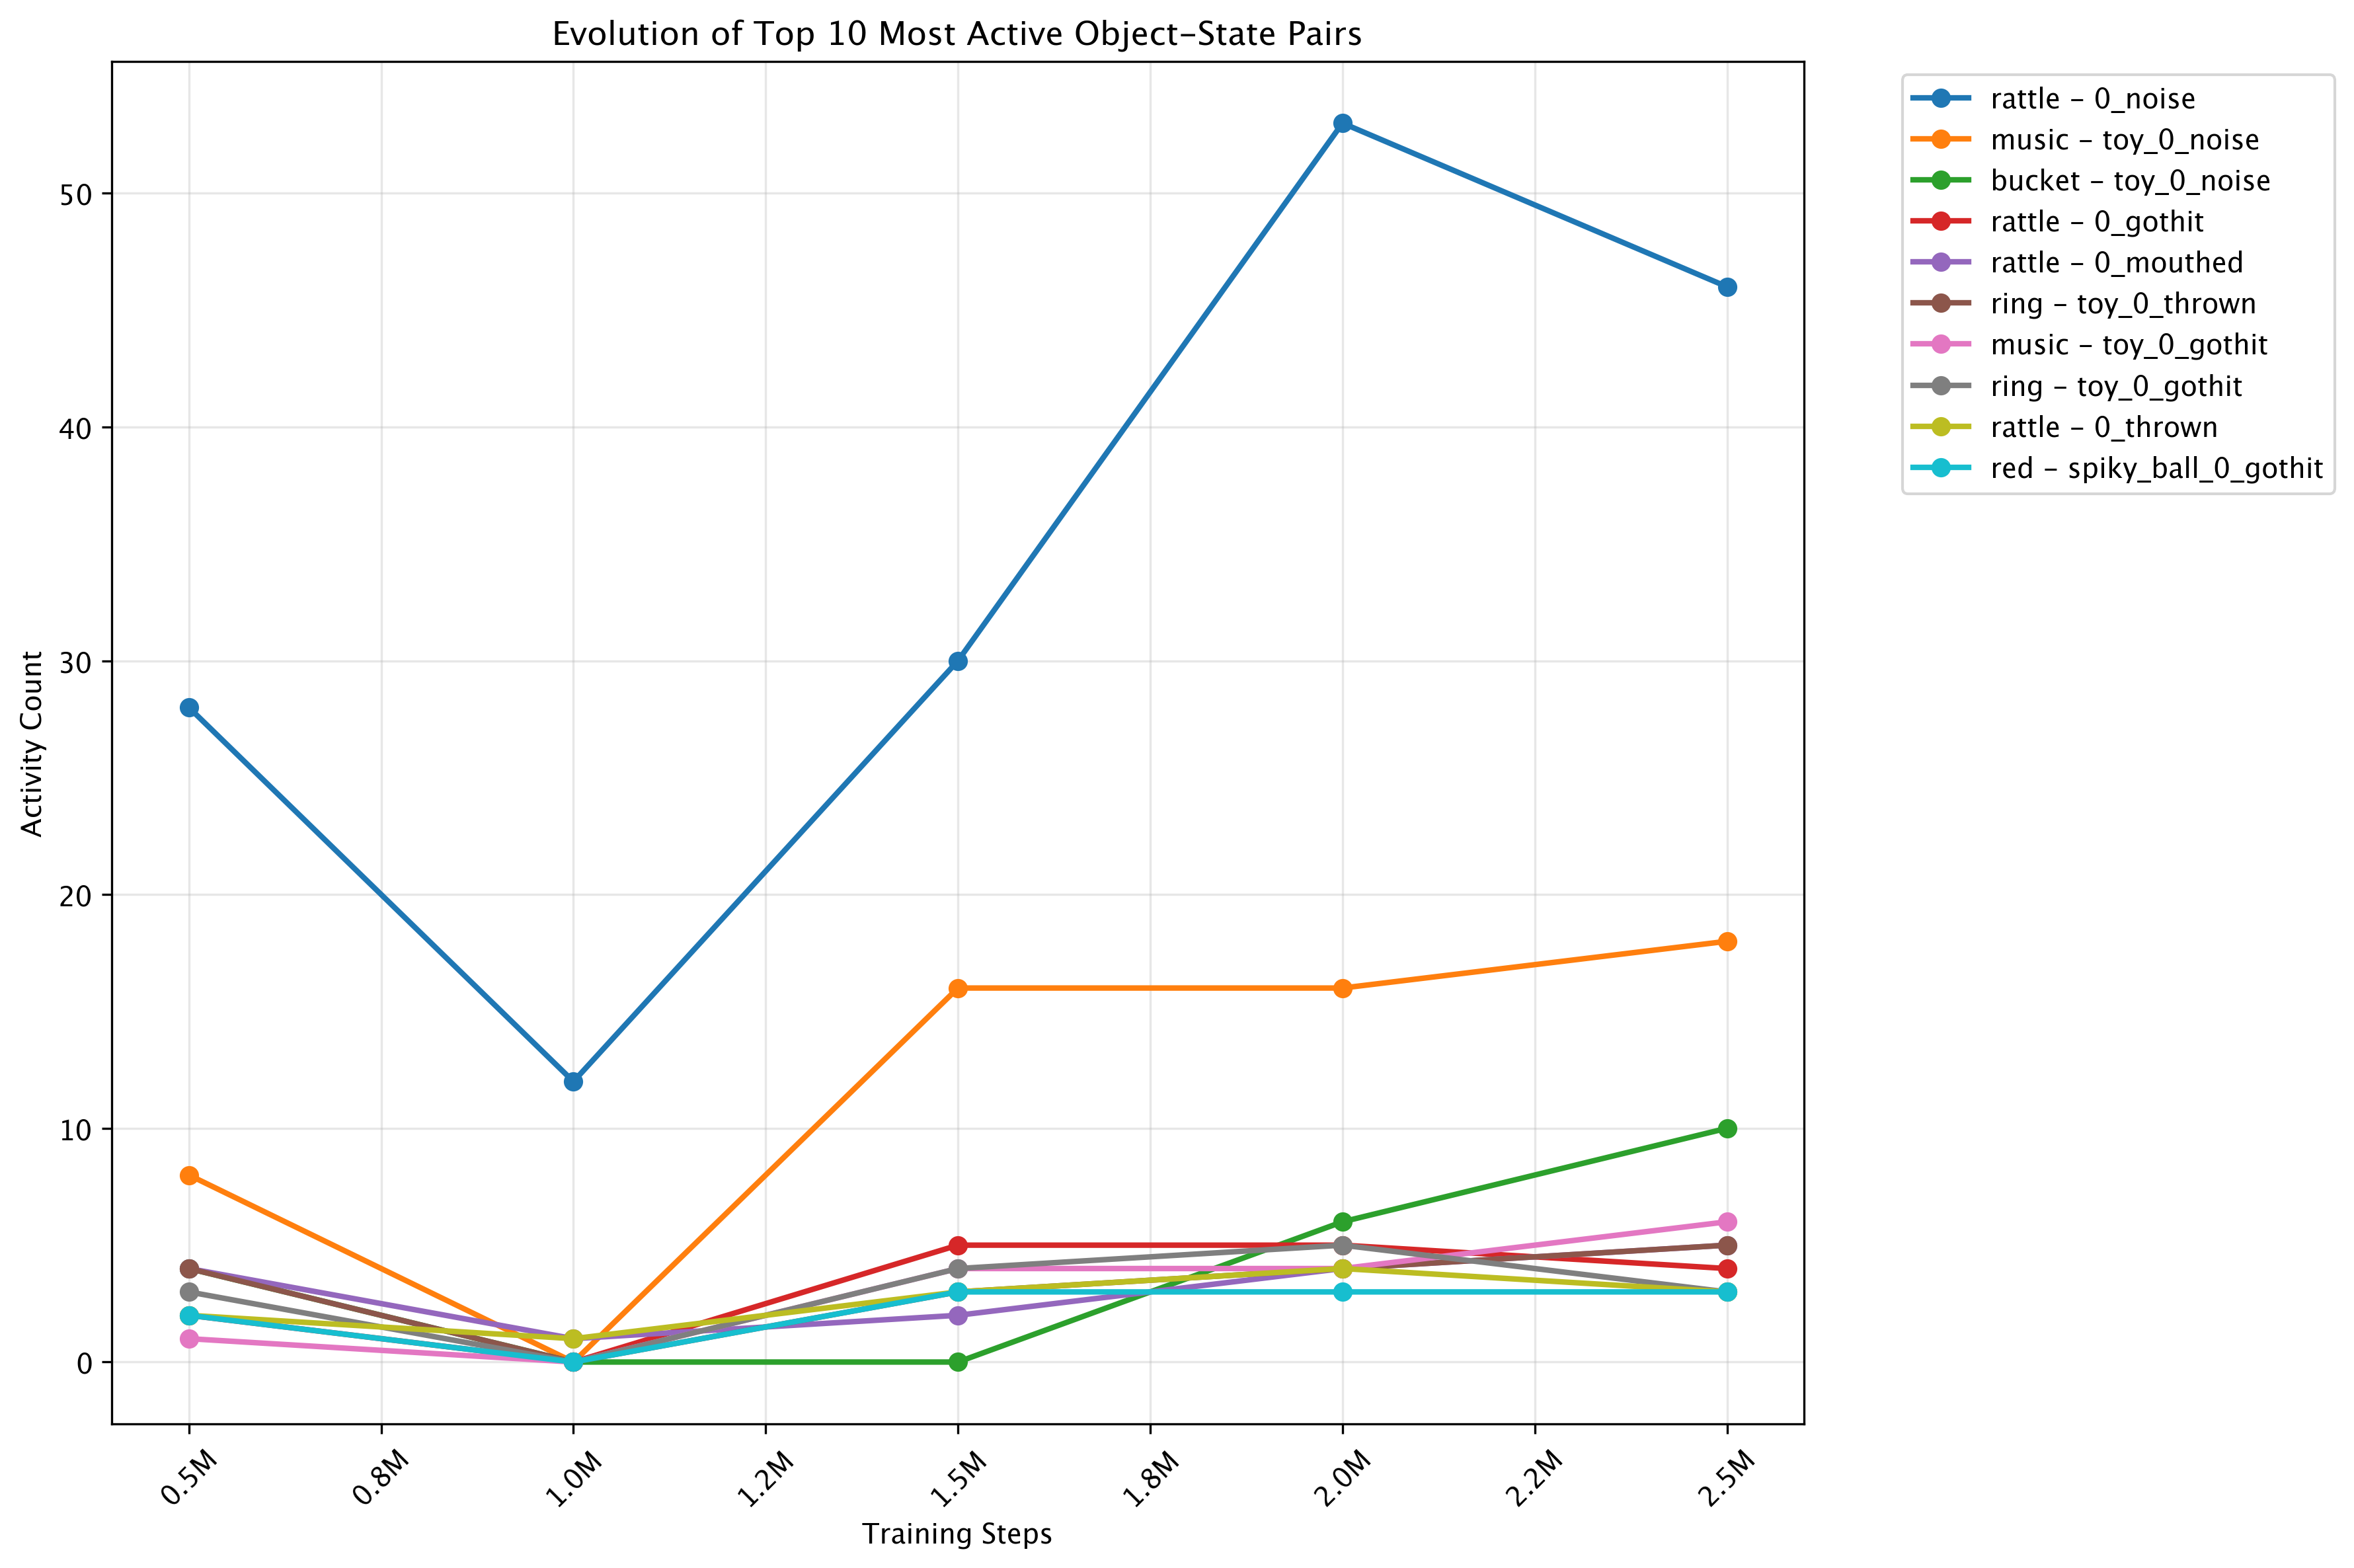 Evolution of Top 10 Most Active Object-State Pairs
rattle - 0_noise
music - toy_0_noise
bucket - toy_0_noise
rattle - 0_gothit
rattle - 0_mouthed
ring - toy_0_thrown
music - toy_0_gothit
ring - toy_0_gothit
rattle - 0_thrown
red - spiky_ball_0_gothit
Activity Count
50
40
30
20
10
0
0.5M
0.8M
1.0M
1.2M
1.5M
1.8M
2.0M
2.2M
2.5M
Training Steps